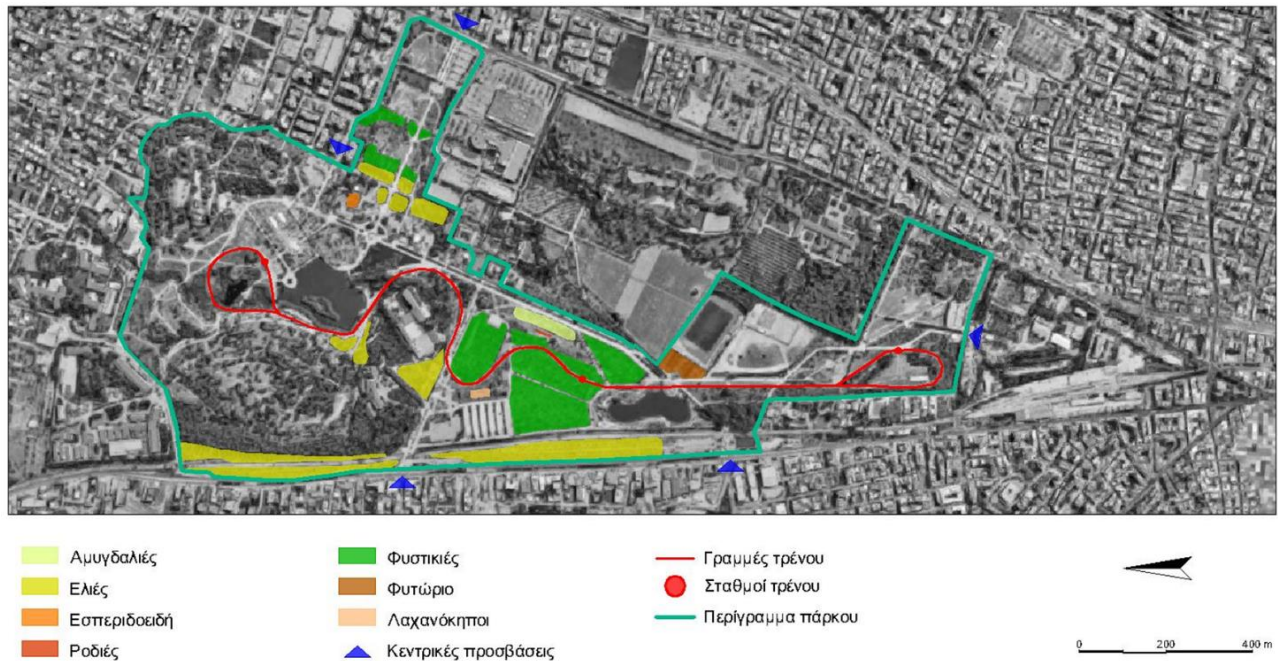 Αμυγδαλιές
Ελιές
Εσπεριδοειδή
Ροδιές
Φυστικιές
Φυτώριο
Λαχανόκηποι
Κεντρικές προσβάσεις
Γραμμές τρένου
Σταθμοί τρένου
Περίγραμμα πάρκου
0 200 400 m